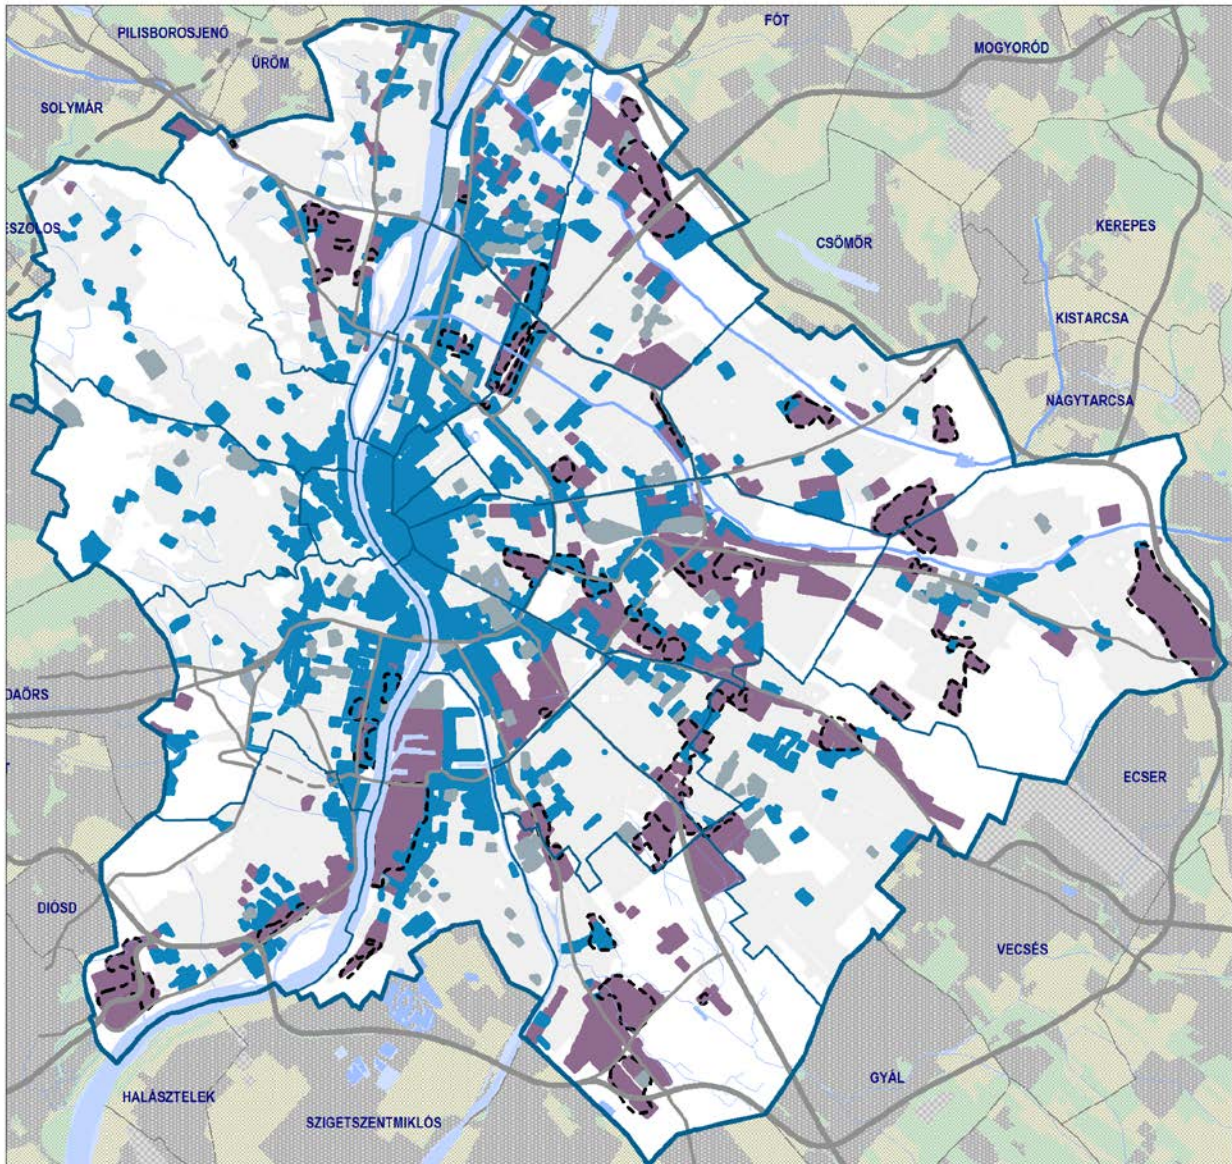 FÓT
PILISBOROSJENŐ
MOGYORÓD
ÜRÖM
SOLYMÁR
KEREPES
CSÖMÖR
KISTARCSA
NAGYTARCSA
ECSER
DIÓSD
VECSÉS
GYÁL
HALÁSZTELEK
SZIGETSZENTMIKLÓS